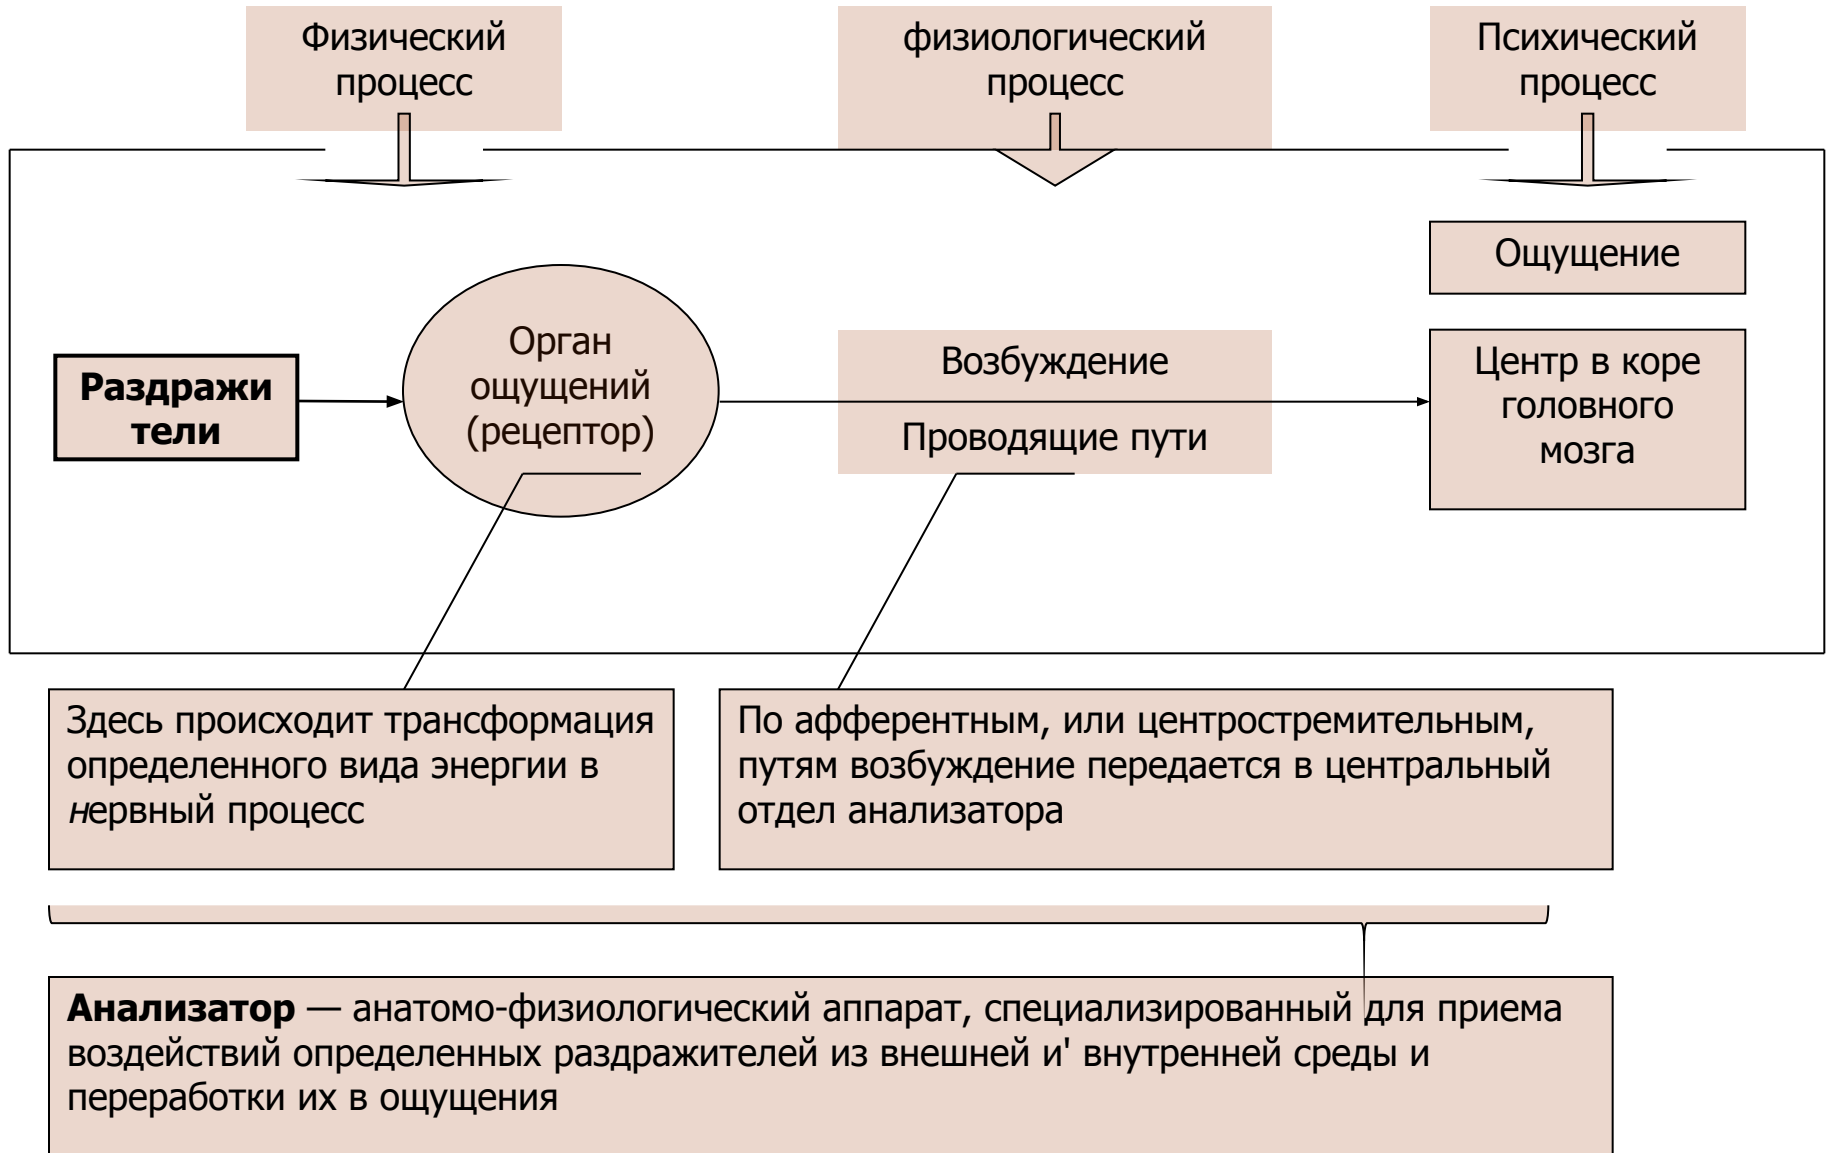 Физический
процесс
физиологический
процесс
Психический
процесс
Ощущение
Раздражи
тели
Орган
ощущений
(рецептор)
Возбуждение
Проводящие пути
Центр в коре
головного
мозга
Здесь происходит трансформация
определенного вида энергии в
нервный процесс
По афферентным, или центростремительным,
путям возбуждение передается в центральный
отдел анализатора
Анализатор — анатомо-физиологический аппарат, специализированный для приема
воздействий определенных раздражителей из внешней и' внутренней среды и
переработки их в ощущения